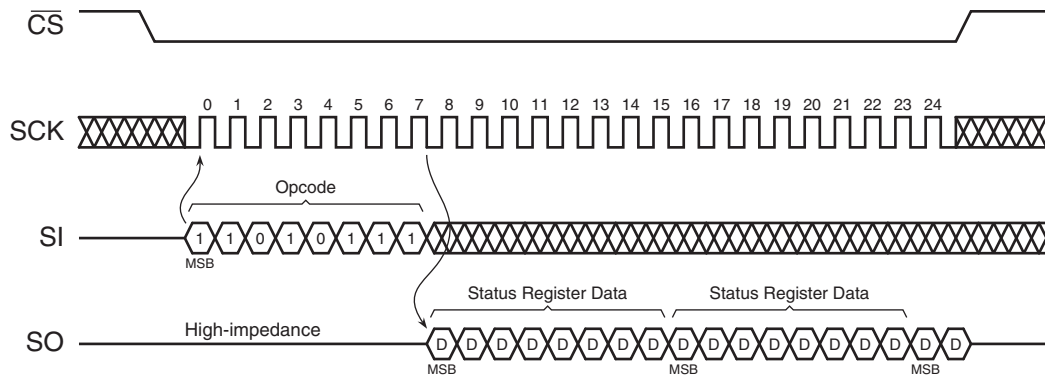 CS
0 1 2 3 4 5 6 7 8 9 10 11 12 13 14 15 16 17 18 19 20 21 22 23 24
SCK
Opcode
SI
1 1 0 1 0 1 1 1
MSB
Status Register Data Status Register Data
High-impedance
SO
D D D D D D D D D D D D D D D D D D
MSB MSB MSB